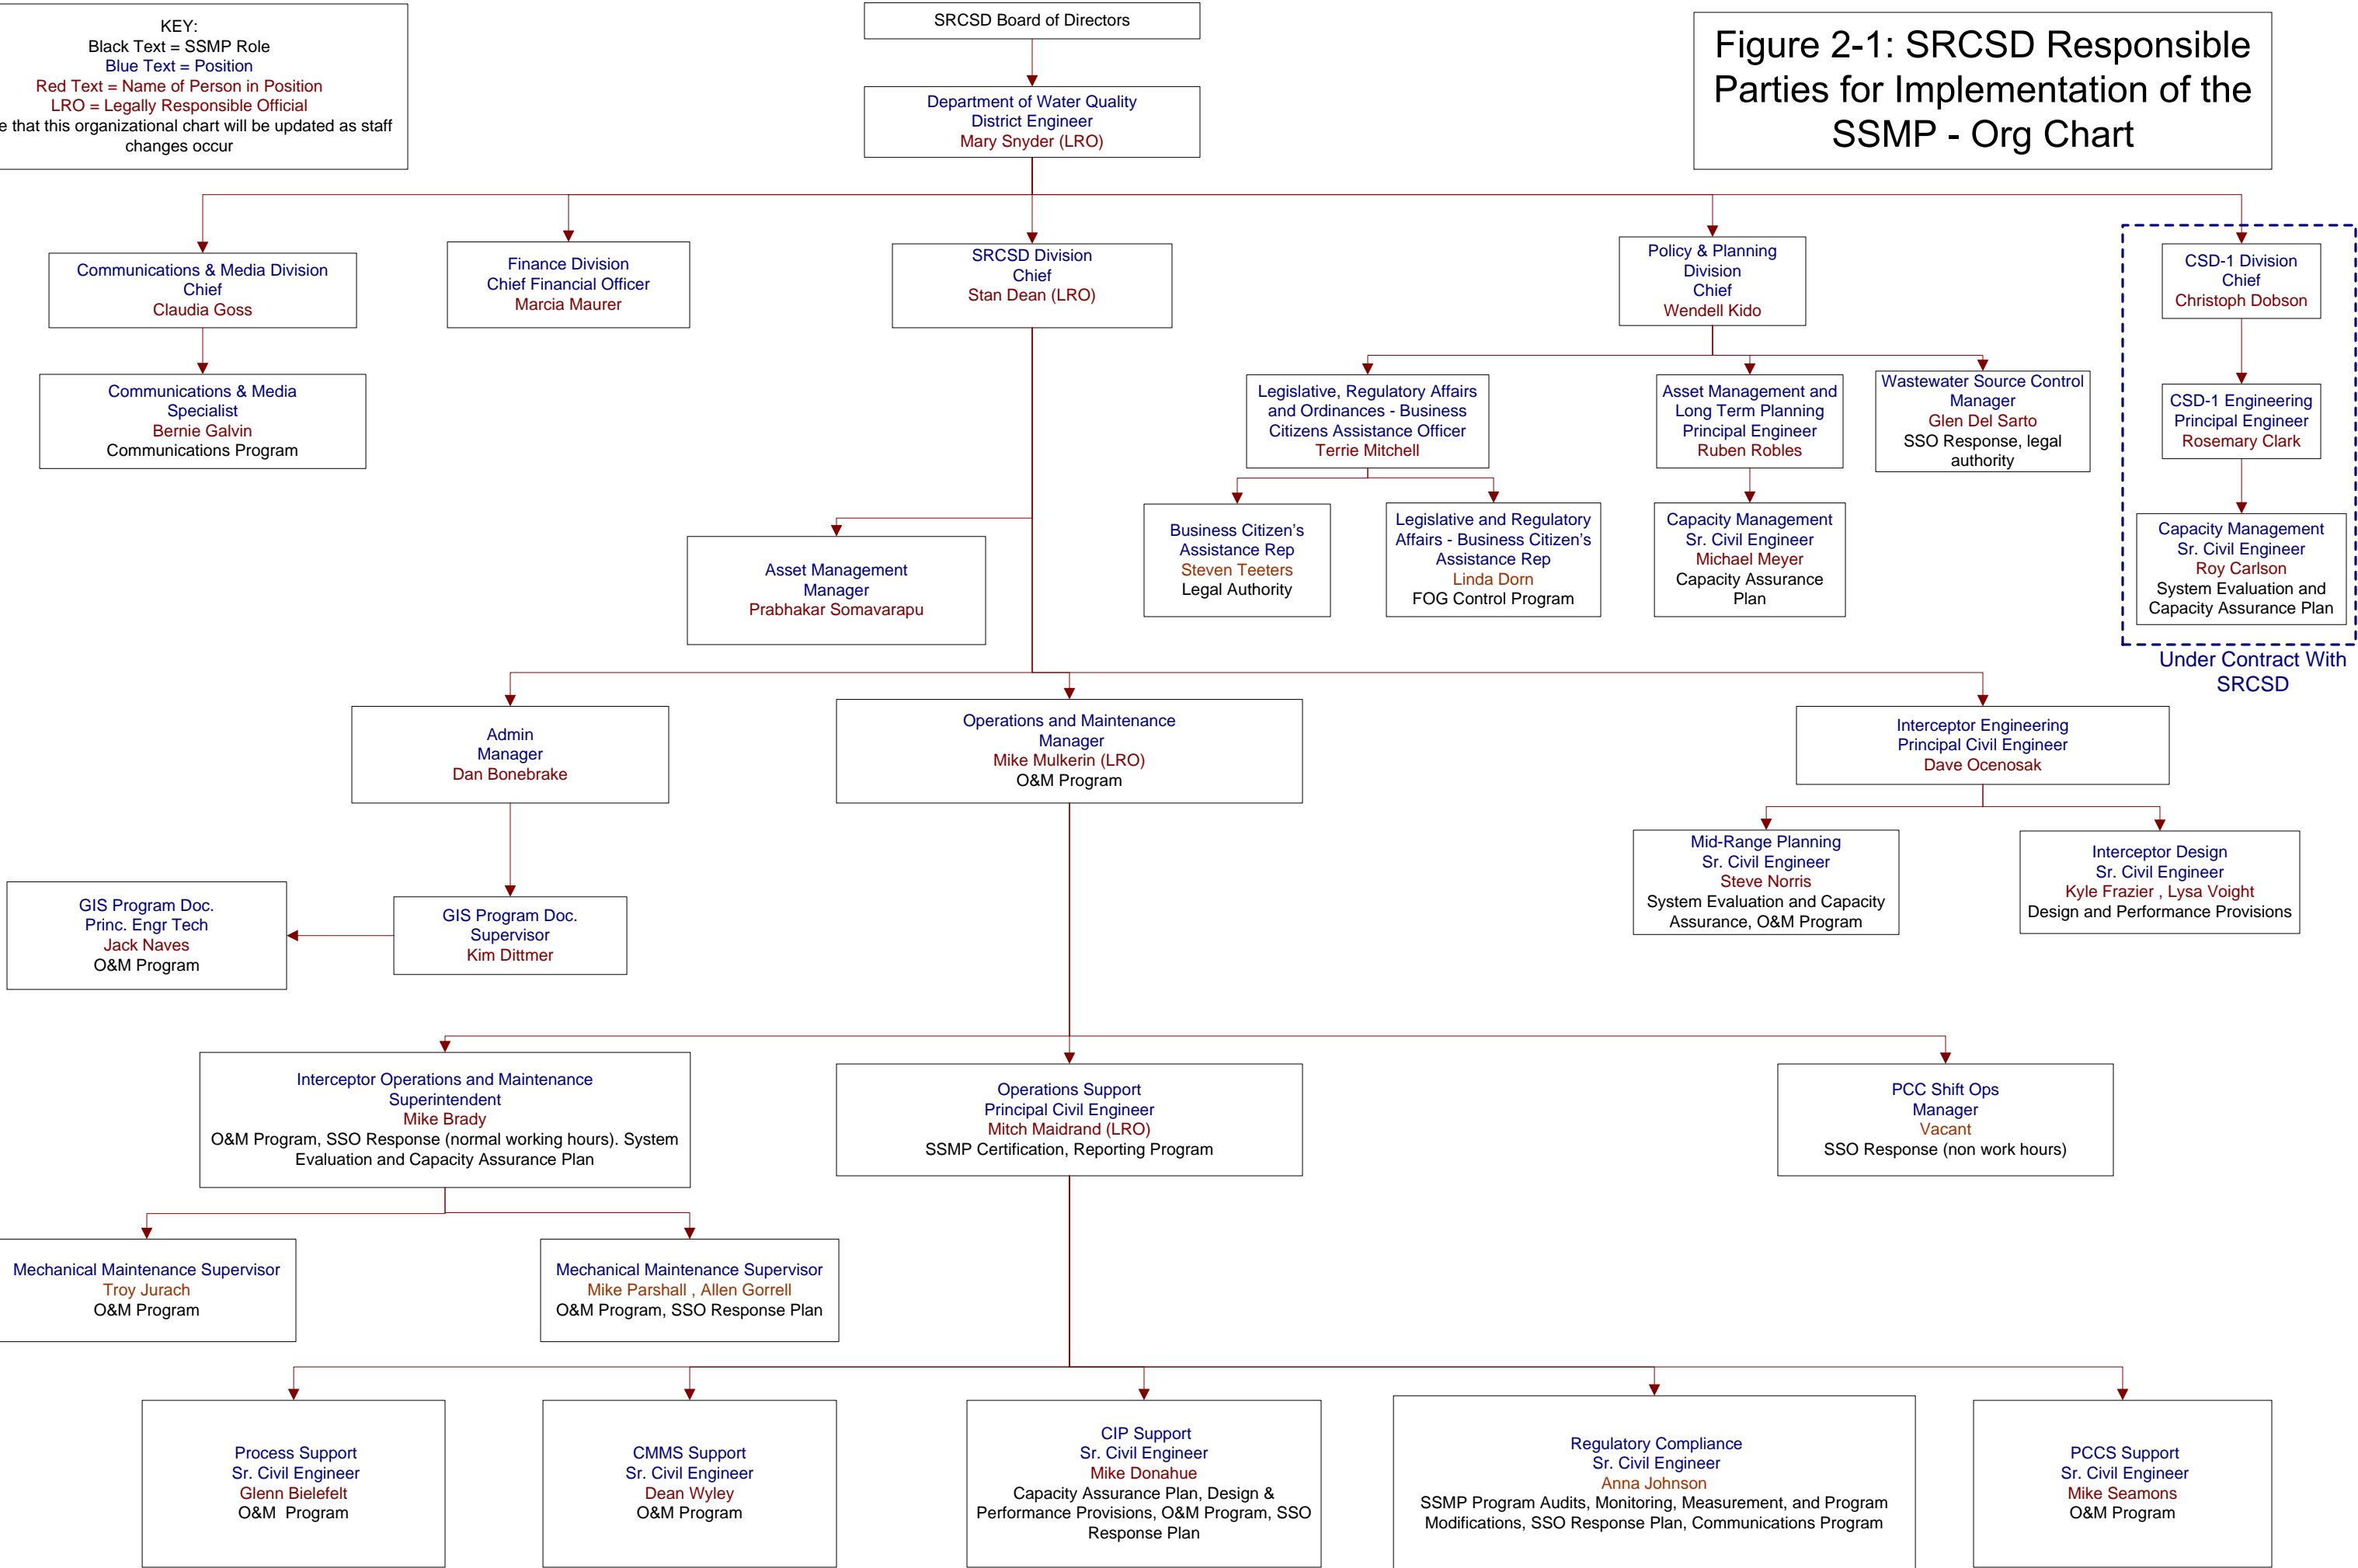 KEY:
Black Text = SSMP Role
Blue Text = Position
Red Text = Name of Person in Position
LRO = Legally Responsible Official
that this organizational chart will be updated as staff
changes occur
SRCSD Board of Directors
Figure 2-1: SRCSD Responsible
Parties for Implementation of the
SSMP - Org Chart
Department of Water Quality
District Engineer
Mary Snyder (LRO)
Communications & Media Division
Chief
Claudia Goss
Finance Division
Chief Financial Officer
Marcia Maurer
SRCSD Division
Chief
Stan Dean (LRO)
Policy & Planning
Division
Chief
Wendell Kido
CSD-1 Division
Chief
Christoph Dobson
Communications & Media
Specialist
Bernie Galvin
Communications Program
Legislative, Regulatory Affairs
and Ordinances - Business
Citizens Assistance Officer
Terrie Mitchell
Asset Management and
Long Term Planning
Principal Engineer
Ruben Robles
Wastewater Source Control
Manager
Glen Del Sarto
SSO Response, legal
authority
CSD-1 Engineering
Principal Engineer
Rosemary Clark
Asset Management
Manager
Prabhakar Somavarapu
Business Citizen's
Assistance Rep
Steven Teeters
Legal Authority
Legislative and Regulatory
Affairs - Business Citizen's
Assistance Rep
Linda Dorn
FOG Control Program
Capacity Management
Sr. Civil Engineer
Michael Meyer
Capacity Assurance
Plan
Capacity Management
Sr. Civil Engineer
Roy Carlson
System Evaluation and
Capacity Assurance Plan
Under Contract With
SRCSD
Admin
Manager
Dan Bonebrake
Operations and Maintenance
Manager
Mike Mulkerin (LRO)
O&M Program
Interceptor Engineering
Principal Civil Engineer
Dave Ocenosak
Mid-Range Planning
Sr. Civil Engineer
Steve Norris
System Evaluation and Capacity
Assurance, O&M Program
Interceptor Design
Sr. Civil Engineer
Kyle Frazier , Lysa Voight
Design and Performance Provisions
GIS Program Doc.
Princ. Engr Tech
Jack Naves
O&M Program
GIS Program Doc.
Supervisor
Kim Dittmer
Interceptor Operations and Maintenance
Superintendent
Mike Brady
O&M Program, SSO Response (normal working hours). System
Evaluation and Capacity Assurance Plan
Operations Support
Principal Civil Engineer
Mitch Maidrand (LRO)
SSMP Certification, Reporting Program
PCC Shift Ops
Manager
Vacant
SSO Response (non work hours)
Mechanical Maintenance Supervisor
Troy Jurach
O&M Program
Mechanical Maintenance Supervisor
Mike Parshall , Allen Gorrell
O&M Program, SSO Response Plan
Process Support
Sr. Civil Engineer
Glenn Bielefelt
O&M Program
CMMS Support
Sr. Civil Engineer
Dean Wyley
O&M Program
CIP Support
Sr. Civil Engineer
Mike Donahue
Capacity Assurance Plan, Design &
Performance Provisions, O&M Program, SSO
Response Plan
Regulatory Compliance
Sr. Civil Engineer
Anna Johnson
SSMP Program Audits, Monitoring, Measurement, and Program
Modifications, SSO Response Plan, Communications Program
PCCS Support
Sr. Civil Engineer
Mike Seamons
O&M Program